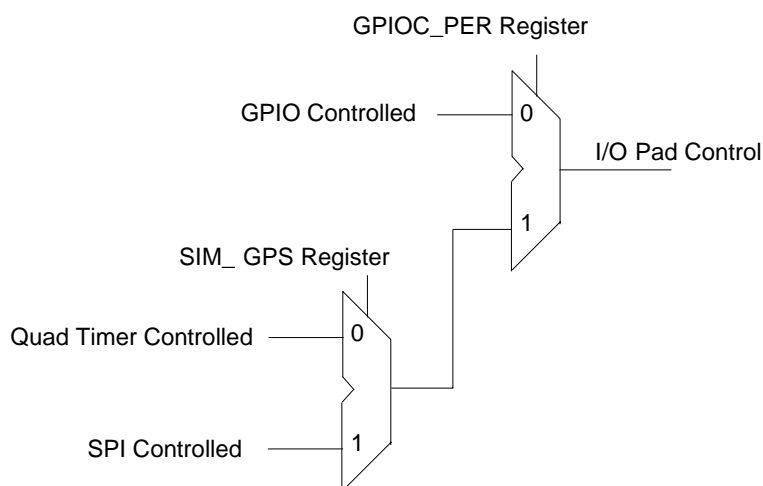 GPIOC_PER Register
GPIO Controlled
0
I/O Pad Control
1
SIM_ GPS Register
Quad Timer Controlled
0
SPI Controlled
1